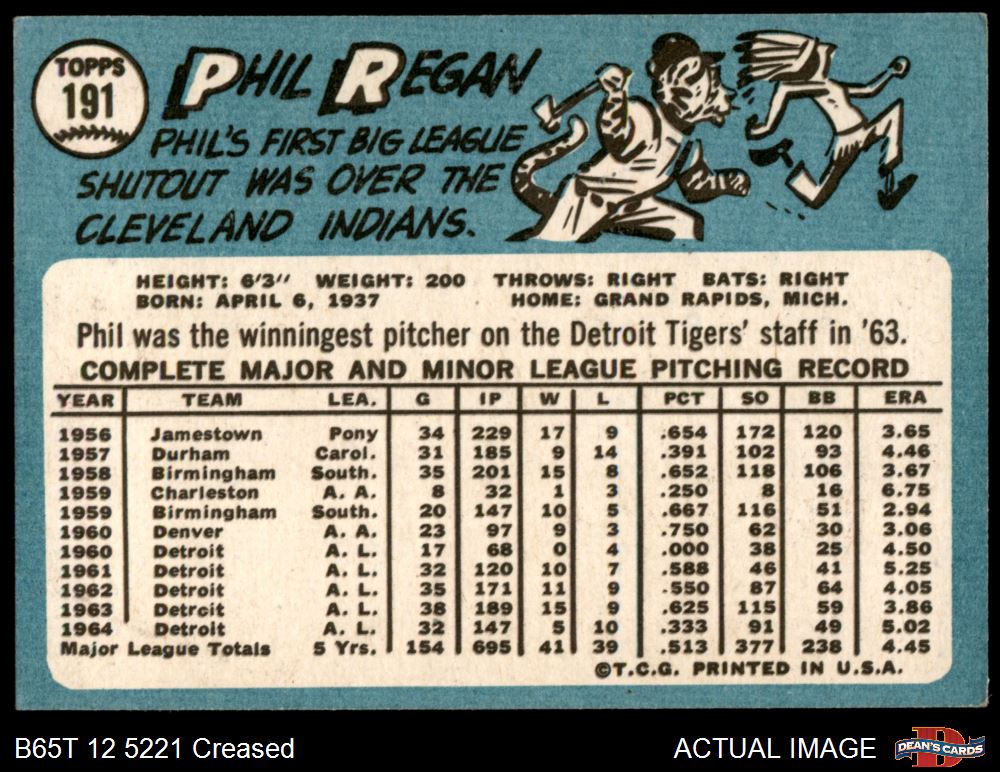 TOPPS
191
PHIL REGAN
PHIL'S FIRST BIG LEAGUE
SHUTOUT WAS OVER THE
CLEVELAND INDIANS.
HEIGHT: 6'3" WEIGHT: 200 THROWS: RIGHT BATS: RIGHT
BORN: APRIL 6, 1937 HOME: GRAND RAPIDS, MICH.
Phil was the winningest pitcher on the Detroit Tigers' staff in '63.
COMPLETE MAJOR AND MINOR LEAGUE PITCHING RECORD
YEAR TEAM LEA. G IP W L PCT SO BB ERA
1956 Jamestown Pony 34 229 17 9 .654 172 120 3.65
1957 Durham Carol. 31 185 9 14 .391 102 93 4.46
1958 Birmingham South. 35 201 15 8 .652 118 106 3.67
1959 Charleston A. A. 8 32 1 3 .250 8 16 6.75
1959 Birmingham South. 20 147 10 5 .667 116 51 2.94
1960 Denver A. A. 23 97 9 3 .750 62 30 3.06
1960 Detroit A. L. 17 68 0 4 .000 38 25 4.50
1961 Detroit A. L. 32 120 10 7 .588 46 41 5.25
1962 Detroit A. L. 35 171 11 9 .550 87 64 4.05
1963 Detroit A. L. 38 189 15 9 .625 115 59 3.86
1964 Detroit A. L. 32 147 5 10 .333 91 49 5.02
Major League Totals 5 Yrs. 154 695 41 39 .513 377 238 4.45
©T.C.G. PRINTED IN U.S.A.
B65T 12 5221 Creased
ACTUAL IMAGE
DEAN'S CARDS